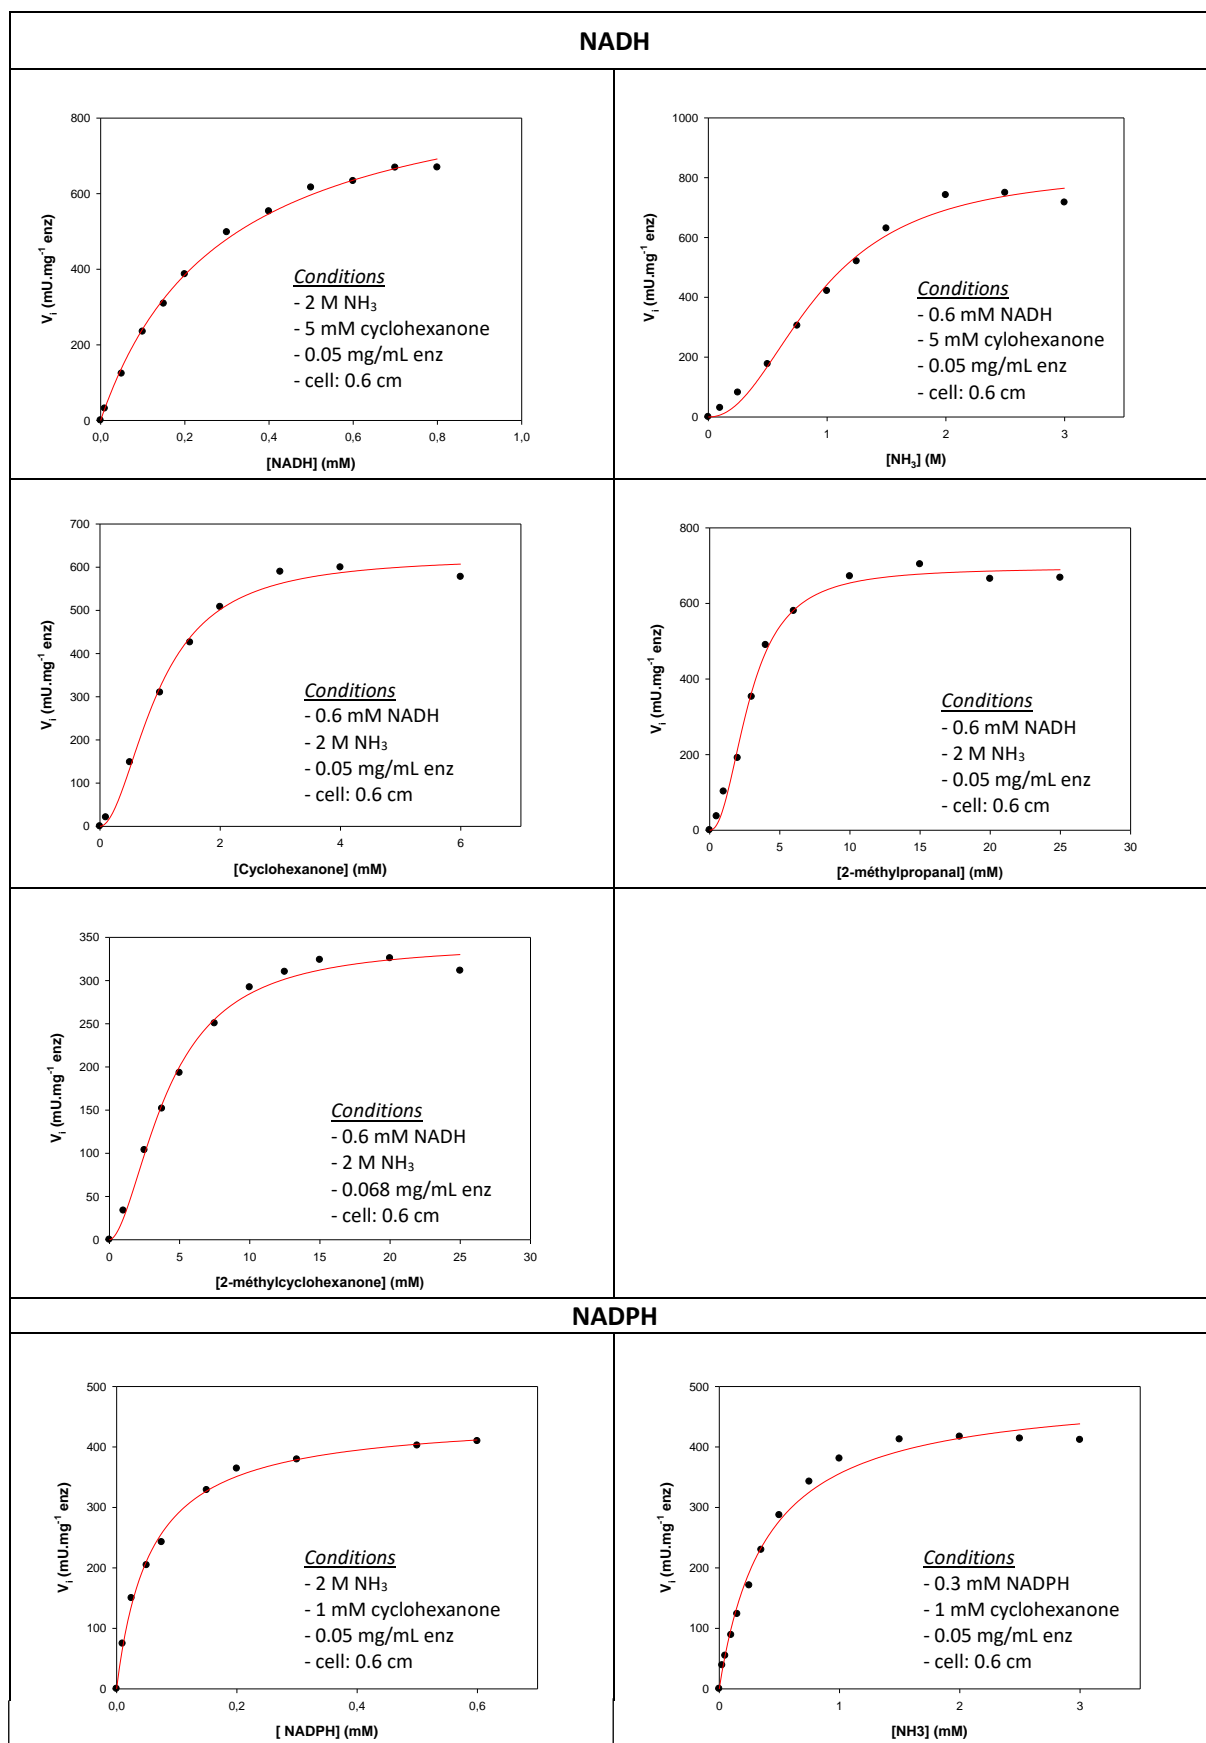 NADH
800
600
400
200
0
V_i (mU.mg⁻¹ enz)
0,0 0,2 0,4 0,6 0,8 1,0
[NADH] (mM)
Conditions
- 2 M NH₃
- 5 mM cyclohexanone
- 0.05 mg/mL enz
- cell: 0.6 cm
1000
800
600
400
200
0
V_i (mU.mg⁻¹ enz)
0 1 2 3
[NH₃] (M)
Conditions
- 0.6 mM NADH
- 5 mM cylohexanone
- 0.05 mg/mL enz
- cell: 0.6 cm
700
600
500
400
300
200
100
0
V_i (mU.mg⁻¹ enz)
0 2 4 6
[Cyclohexanone] (mM)
Conditions
- 0.6 mM NADH
- 2 M NH₃
- 0.05 mg/mL enz
- cell: 0.6 cm
800
600
400
200
0
V_i (mU.mg⁻¹ enz)
0 5 10 15 20 25 30
[2-méthylpropanal] (mM)
Conditions
- 0.6 mM NADH
- 2 M NH₃
- 0.05 mg/mL enz
- cell: 0.6 cm
350
300
250
200
150
100
50
0
V_i (mU.mg⁻¹ enz)
0 5 10 15 20 25 30
[2-méthylcyclohexanone] (mM)
Conditions
- 0.6 mM NADH
- 2 M NH₃
- 0.068 mg/mL enz
- cell: 0.6 cm
NADPH
500
400
300
200
100
0
V_i (mU.mg⁻¹ enz)
0,0 0,2 0,4 0,6
[ NADPH] (mM)
Conditions
- 2 M NH₃
- 1 mM cyclohexanone
- 0.05 mg/mL enz
- cell: 0.6 cm
500
400
300
200
100
0
V_i (mU.mg⁻¹ enz)
0 1 2 3
[NH3] (mM)
Conditions
- 0.3 mM NADPH
- 1 mM cyclohexanone
- 0.05 mg/mL enz
- cell: 0.6 cm